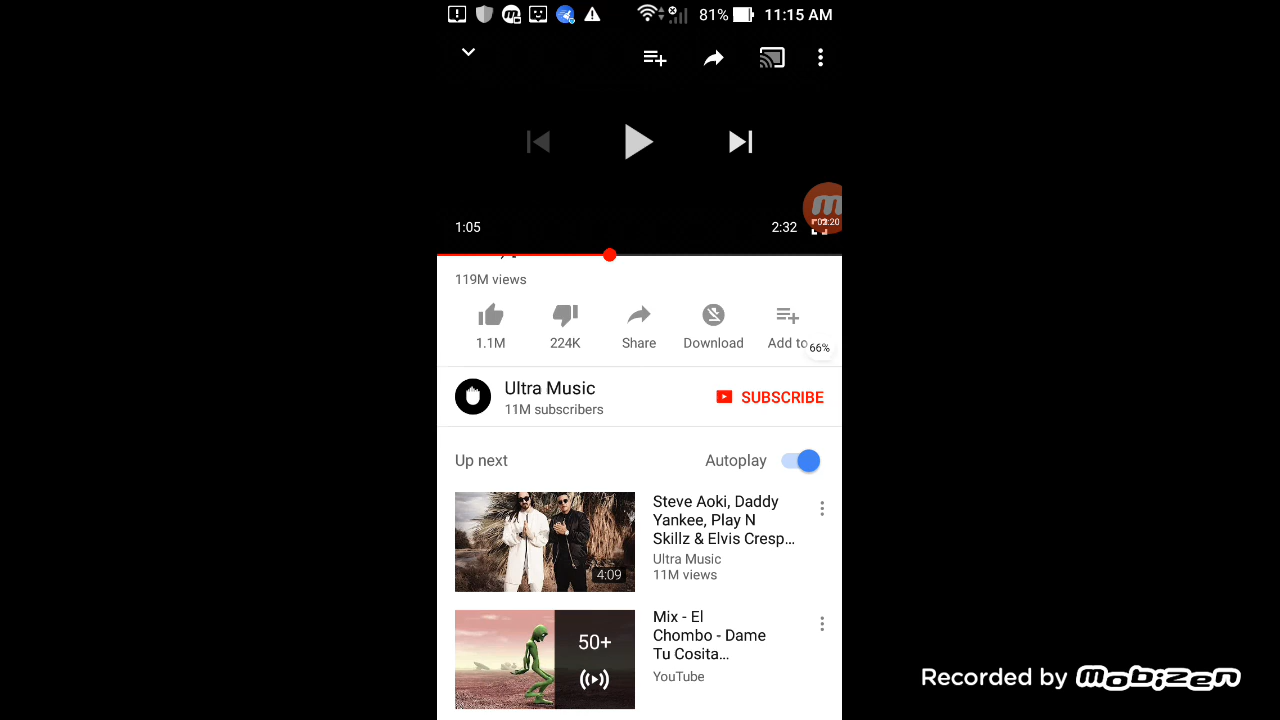 81% 11:15 AM
1:05 2:32
03:20
119M views
1.1M 224K Share Download Add to
66%
Ultra Music
11M subscribers
SUBSCRIBE
Up next Autoplay
Steve Aoki, Daddy
Yankee, Play N
Skillz & Elvis Cresp...
Ultra Music
11M views
4:09
Mix - El
Chombo - Dame
Tu Cosita...
YouTube
50+
Recorded by mobizen